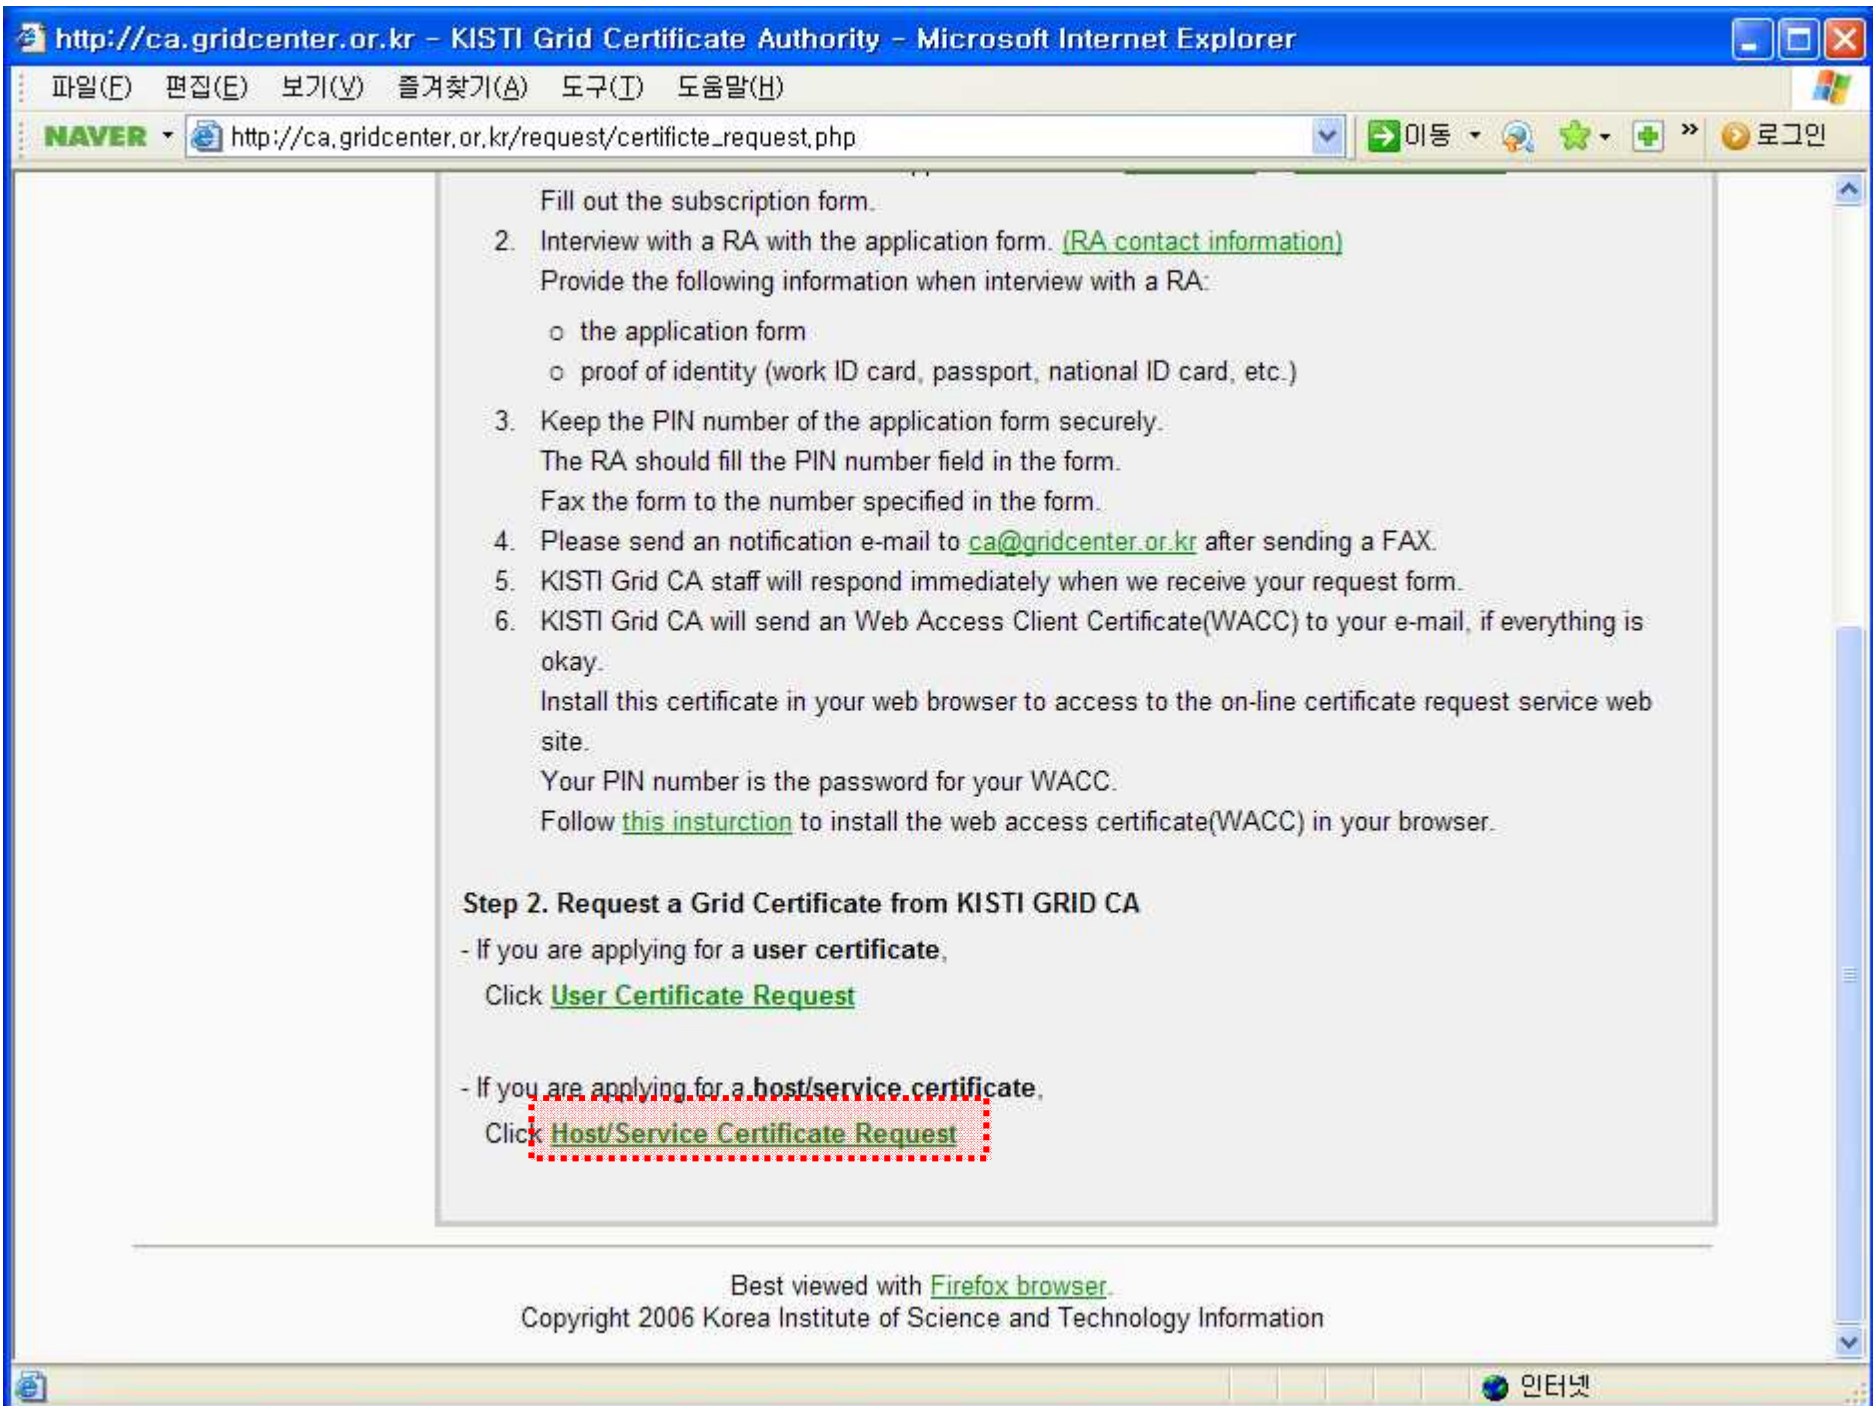 http://ca.gridcenter.or.kr - KISTI Grid Certificate Authority - Microsoft Internet Explorer
파일(F) 편집(E) 보기(V) 즐겨찾기(A) 도구(T) 도움말(H)
NAVER http://ca.gridcenter.or.kr/request/certificte_request.php 이동 » 로그인
Fill out the subscription form.
2. Interview with a RA with the application form. (RA contact information)
Provide the following information when interview with a RA:
o the application form
o proof of identity (work ID card, passport, national ID card, etc.)
3. Keep the PIN number of the application form securely.
The RA should fill the PIN number field in the form.
Fax the form to the number specified in the form.
4. Please send an notification e-mail to ca@gridcenter.or.kr after sending a FAX.
5. KISTI Grid CA staff will respond immediately when we receive your request form.
6. KISTI Grid CA will send an Web Access Client Certificate(WACC) to your e-mail, if everything is
okay.
Install this certificate in your web browser to access to the on-line certificate request service web
site.
Your PIN number is the password for your WACC.
Follow this insturction to install the web access certificate(WACC) in your browser.
Step 2. Request a Grid Certificate from KISTI GRID CA
- If you are applying for a user certificate,
Click User Certificate Request
- If you are applying for a host/service certificate,
Click Host/Service Certificate Request
Best viewed with Firefox browser.
Copyright 2006 Korea Institute of Science and Technology Information
인터넷